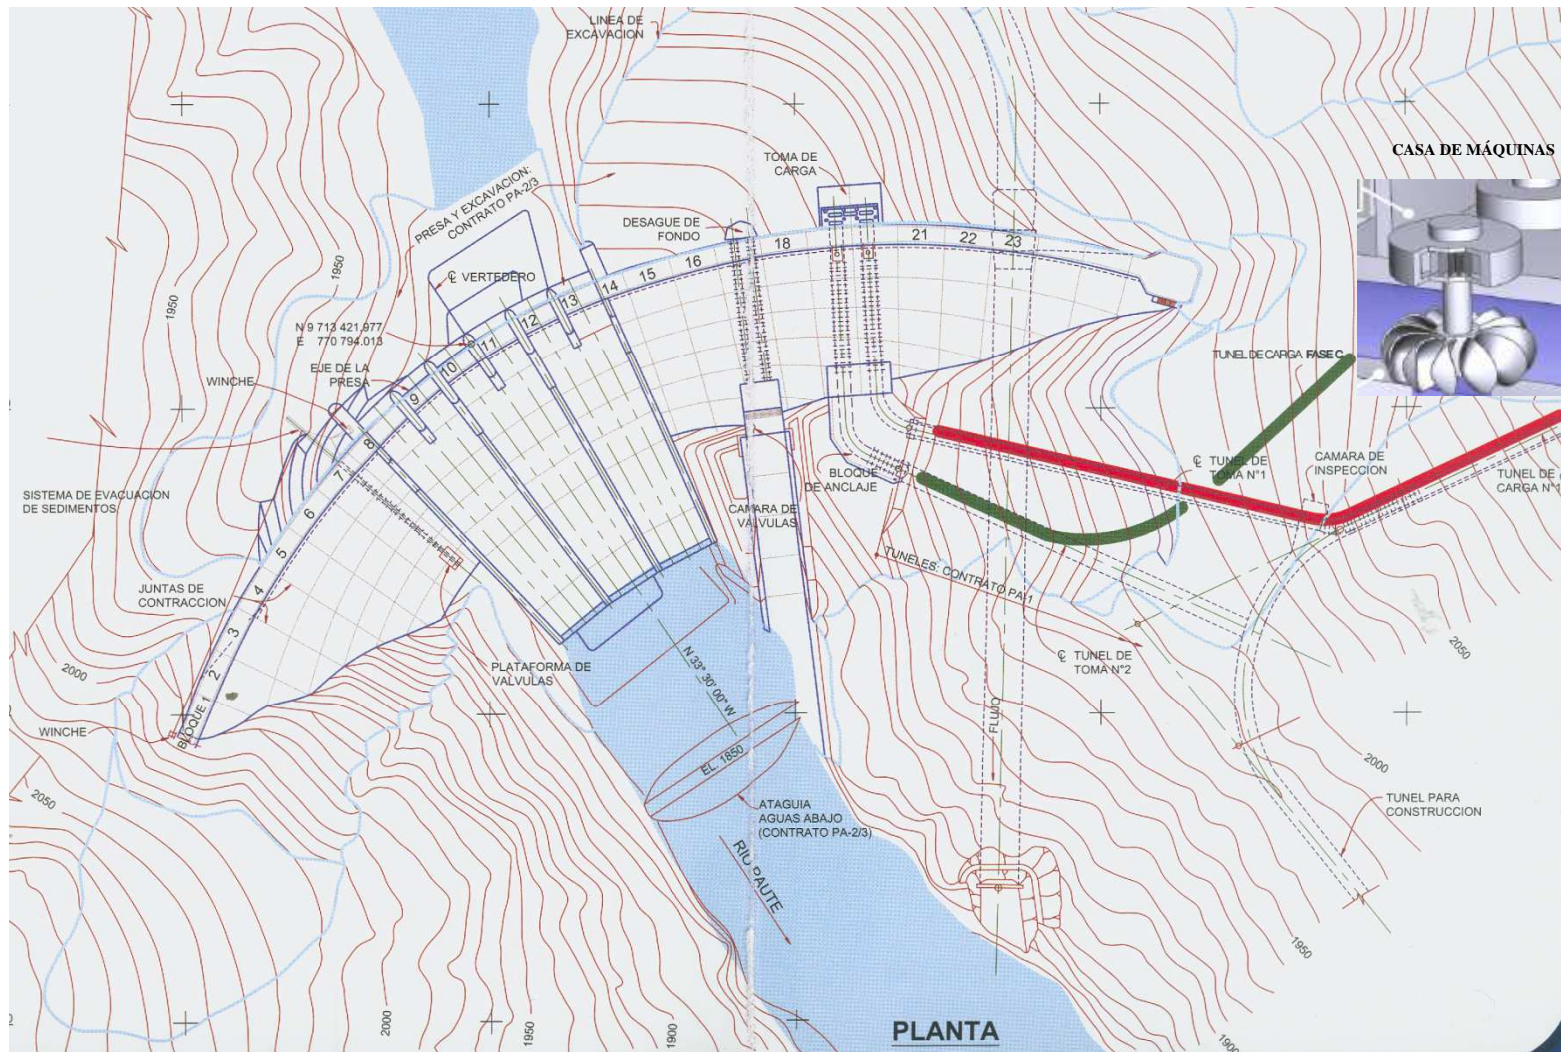 LINEA DE
EXCAVACION
CASA DE MÁQUINAS
TOMA DE
CARGA
PRESA Y EXCAVACION:
CONTRATO PA-2/3
DESAGUE DE
FONDO
1950
1950
℄ VERTEDERO
N 9 713 421.977
E 770 794.013
EJE DE LA
PRESA
WINCHE
BLOQUE 1
2
3
4
5
6
7
8
9
10
11
12
13
14
15
16
18
21
22
23
TUNEL DE CARGA FASE C
SISTEMA DE EVACUACION
DE SEDIMENTOS
BLOQUE
DE ANCLAJE
℄ TUNEL DE
TOMA N°1
CAMARA DE
INSPECCION
TUNEL DE
CARGA N°1
CAMARA DE
VALVULAS
TUNELES: CONTRATO PA-1
JUNTAS DE
CONTRACCION
PLATAFORMA DE
VALVULAS
℄ TUNEL DE
TOMA N°2
2050
2000
N 33° 30' 00" W
FLUJO
WINCHE
EL. 1850
2000
2050
ATAGUIA
AGUAS ABAJO
(CONTRATO PA-2/3)
TUNEL PARA
CONSTRUCCION
RIO PAUTE
1950
2000
1950
1900
PLANTA
1900